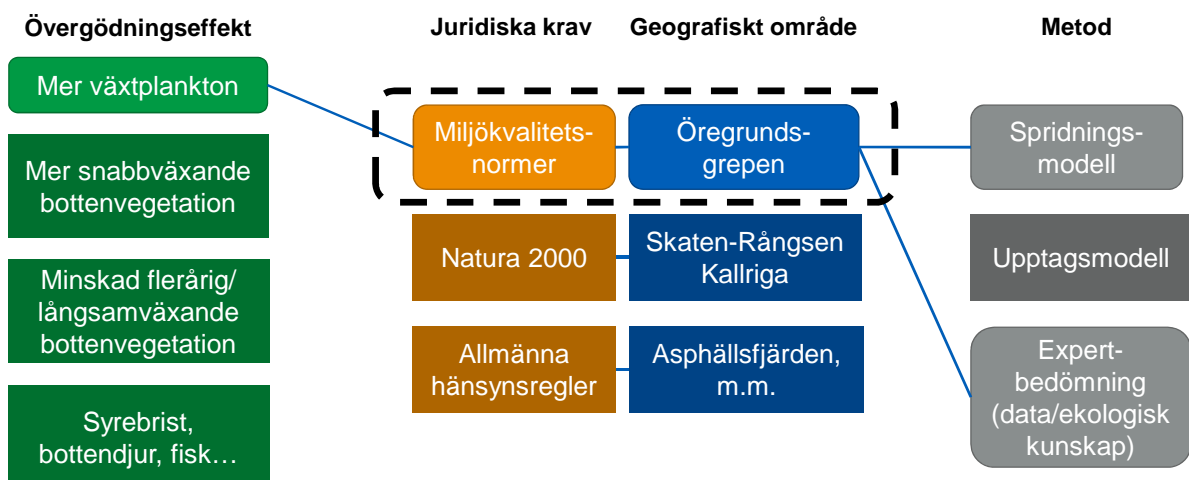 Övergödningseffekt
Mer växtplankton
Mer snabbväxande
bottenvegetation
Minskad flerårig/
långsamväxande
bottenvegetation
Syrebrist,
bottendjur, fisk…
Juridiska krav
Miljökvalitets-
normer
Natura 2000
Allmänna
hänsynsregler
Geografiskt område
Öregrunds-
grepen
Skaten-Rångsen
Kallriga
Asphällsfjärden,
m.m.
Metod
Spridnings-
modell
Upptagsmodell
Expert-
bedömning
(data/ekologisk
kunskap)